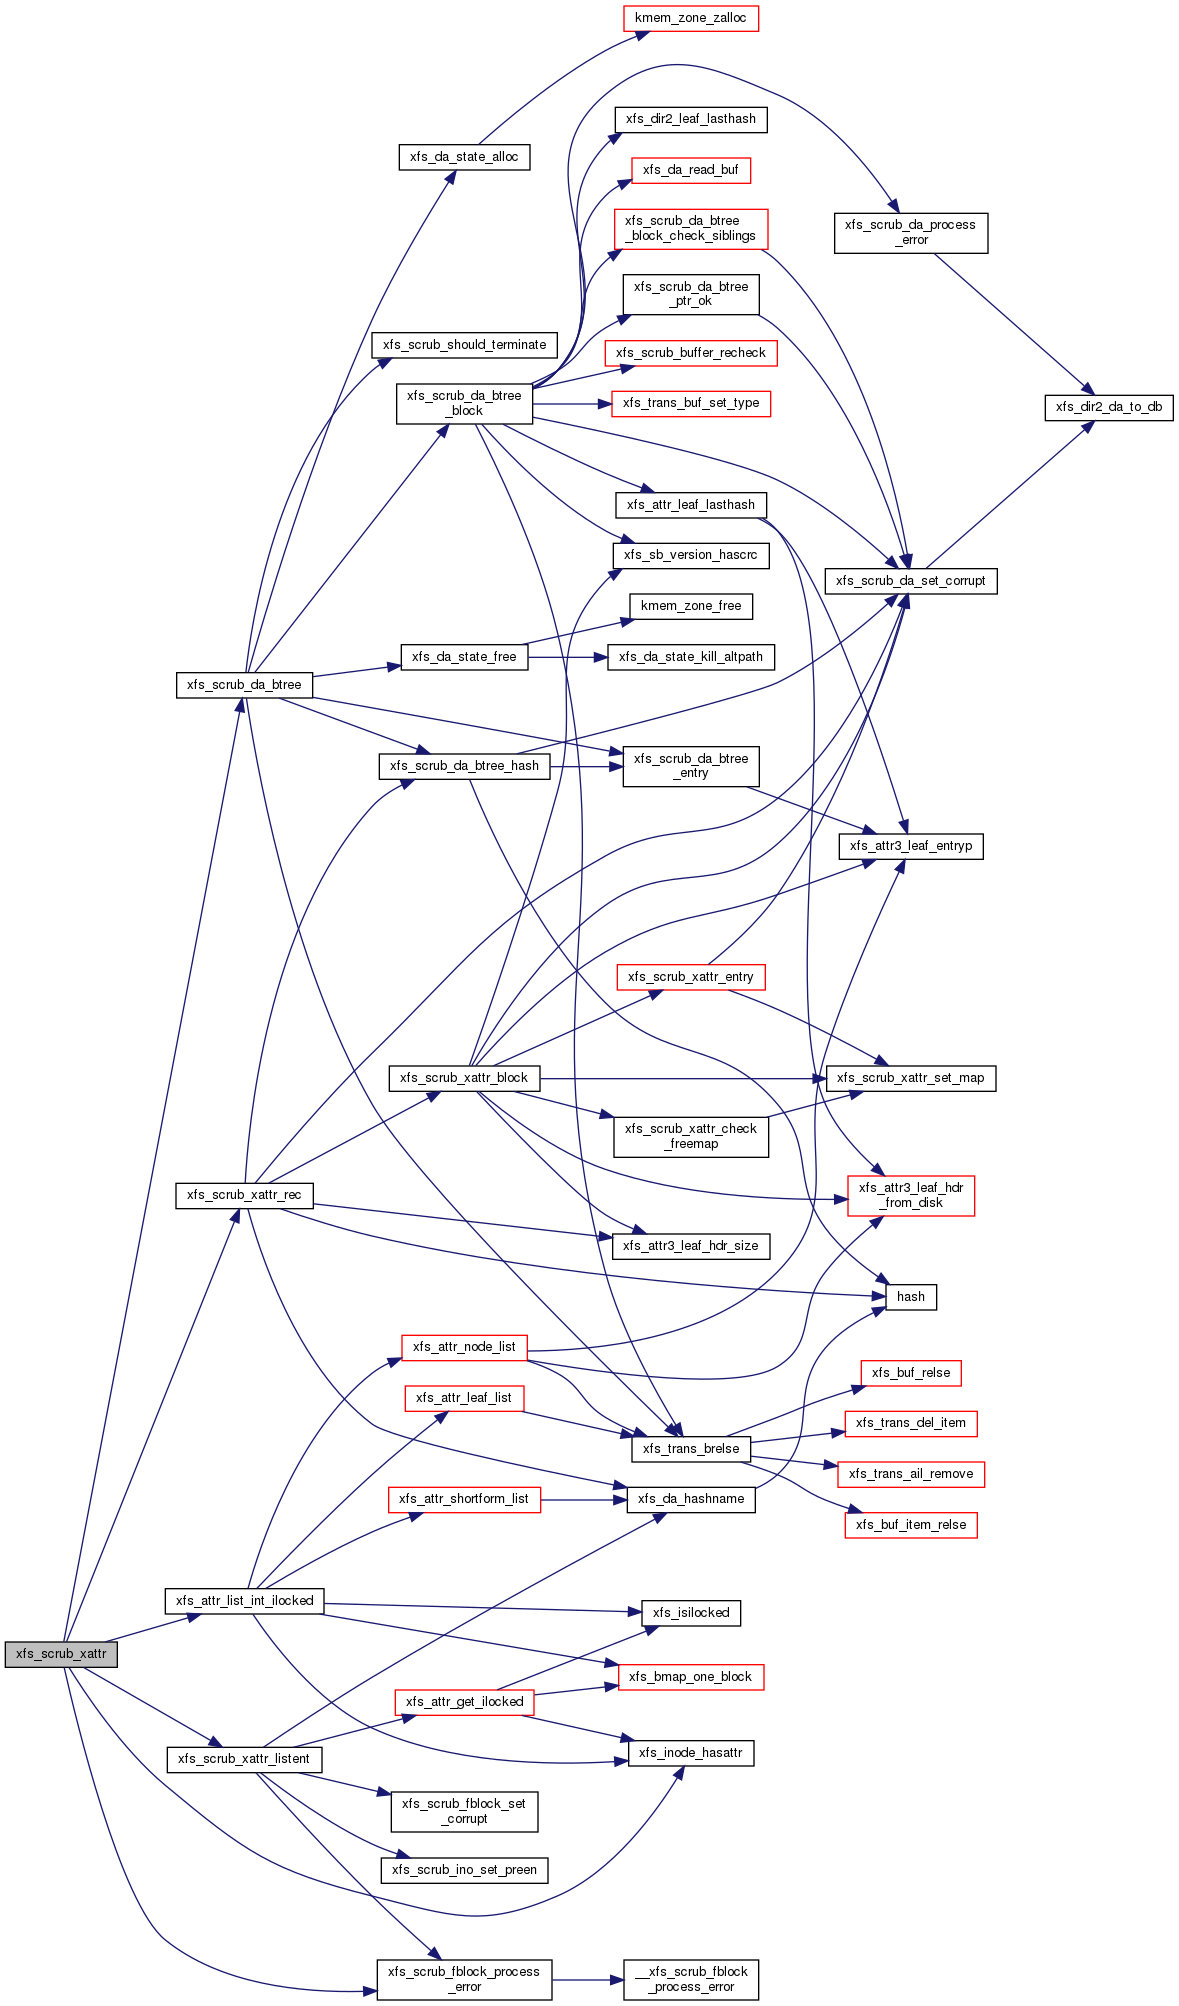 kmem_zone_zalloc
xfs_dir2_leaf_lasthash
xfs_da_state_alloc
xfs_da_read_buf
xfs_scrub_da_btree
_block_check_siblings
xfs_scrub_da_process
_error
xfs_scrub_da_btree
_ptr_ok
xfs_scrub_should_terminate
xfs_scrub_buffer_recheck
xfs_scrub_da_btree
_block
xfs_trans_buf_set_type
xfs_dir2_da_to_db
xfs_attr_leaf_lasthash
xfs_sb_version_hascrc
xfs_scrub_da_set_corrupt
kmem_zone_free
xfs_da_state_free
xfs_da_state_kill_altpath
xfs_scrub_da_btree
xfs_scrub_da_btree_hash
xfs_scrub_da_btree
_entry
xfs_attr3_leaf_entryp
xfs_scrub_xattr_entry
xfs_scrub_xattr_block
xfs_scrub_xattr_set_map
xfs_scrub_xattr_check
_freemap
xfs_scrub_xattr_rec
xfs_attr3_leaf_hdr
_from_disk
xfs_attr3_leaf_hdr_size
hash
xfs_attr_node_list
xfs_buf_relse
xfs_attr_leaf_list
xfs_trans_del_item
xfs_trans_brelse
xfs_trans_ail_remove
xfs_attr_shortform_list
xfs_da_hashname
xfs_buf_item_relse
xfs_attr_list_int_ilocked
xfs_isilocked
xfs_scrub_xattr
xfs_bmap_one_block
xfs_attr_get_ilocked
xfs_scrub_xattr_listent
xfs_inode_hasattr
xfs_scrub_fblock_set
_corrupt
xfs_scrub_ino_set_preen
xfs_scrub_fblock_process
_error
__xfs_scrub_fblock
_process_error